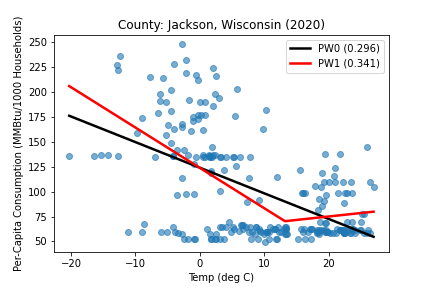 County: Jackson, Wisconsin (2020)
Per-Capita Consumption (MMBtu/1000 Households)
250
225
200
175
150
125
100
75
50
PW0 (0.296)
PW1 (0.341)
−20
−10
0
10
20
Temp (deg C)